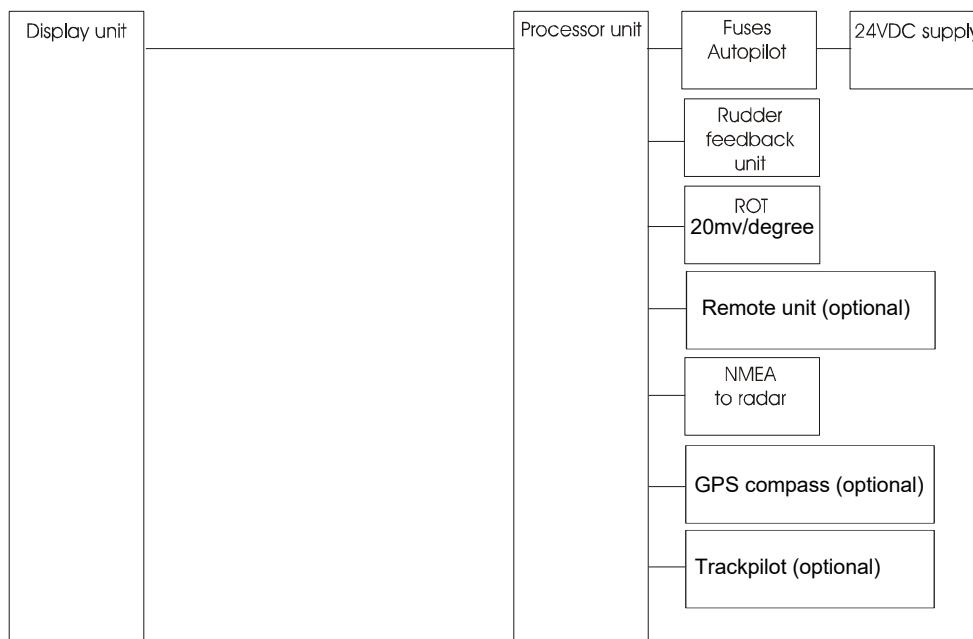 Display unit
Processor unit
Fuses
Autopilot
24VDC supply
Rudder
feedback
unit
ROT
20mv/degree
Remote unit (optional)
NMEA
to radar
GPS compass (optional)
Trackpilot (optional)